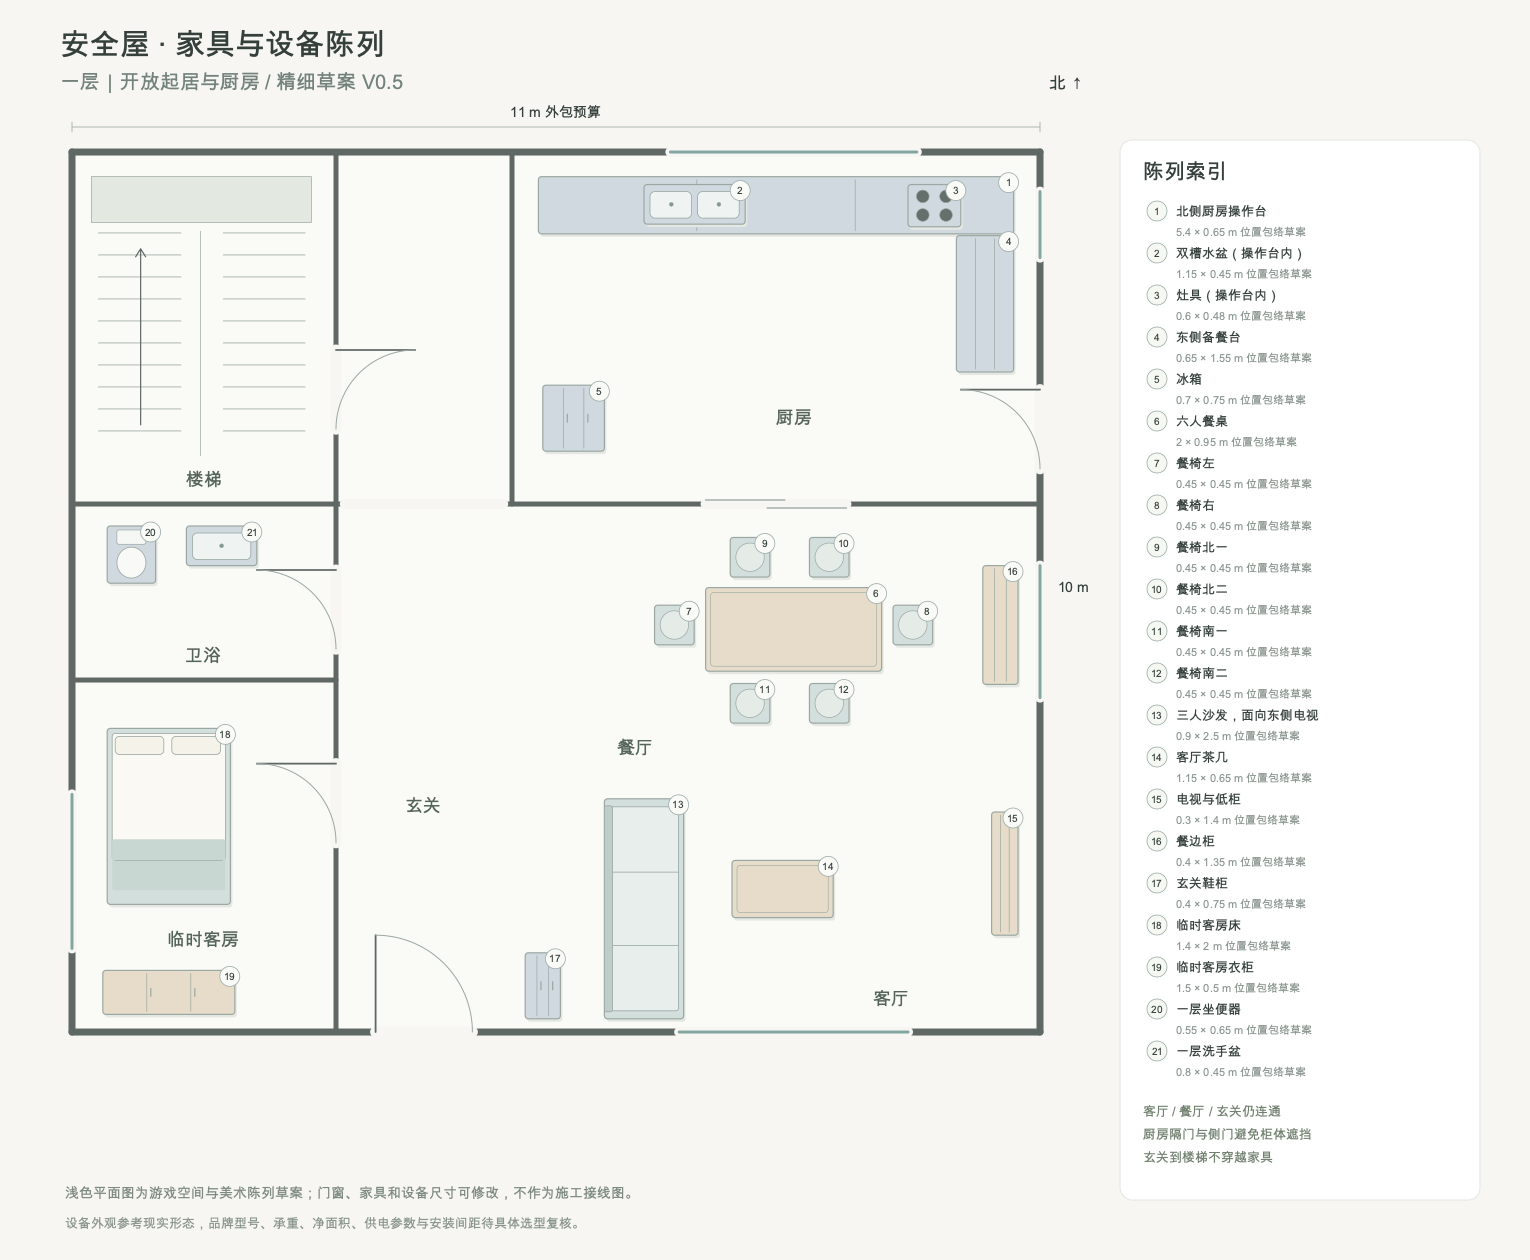 安全屋 · 家具与设备陈列
一层 | 开放起居与厨房 / 精细草案 V0.5
北 ↑
11 m 外包预算
10 m
1
2
3
4
5
厨房
楼梯
20
21
卫浴
9
10
6
7
8
11
12
16
餐厅
18
玄关
13
14
15
临时客房
19
17
客厅
陈列索引
1 北侧厨房操作台
5.4 × 0.65 m 位置包络草案
2 双槽水盆（操作台内）
1.15 × 0.45 m 位置包络草案
3 灶具（操作台内）
0.6 × 0.48 m 位置包络草案
4 东侧备餐台
0.65 × 1.55 m 位置包络草案
5 冰箱
0.7 × 0.75 m 位置包络草案
6 六人餐桌
2 × 0.95 m 位置包络草案
7 餐椅左
0.45 × 0.45 m 位置包络草案
8 餐椅右
0.45 × 0.45 m 位置包络草案
9 餐椅北一
0.45 × 0.45 m 位置包络草案
10 餐椅北二
0.45 × 0.45 m 位置包络草案
11 餐椅南一
0.45 × 0.45 m 位置包络草案
12 餐椅南二
0.45 × 0.45 m 位置包络草案
13 三人沙发，面向东侧电视
0.9 × 2.5 m 位置包络草案
14 客厅茶几
1.15 × 0.65 m 位置包络草案
15 电视与低柜
0.3 × 1.4 m 位置包络草案
16 餐边柜
0.4 × 1.35 m 位置包络草案
17 玄关鞋柜
0.4 × 0.75 m 位置包络草案
18 临时客房床
1.4 × 2 m 位置包络草案
19 临时客房衣柜
1.5 × 0.5 m 位置包络草案
20 一层坐便器
0.55 × 0.65 m 位置包络草案
21 一层洗手盆
0.8 × 0.45 m 位置包络草案
客厅 / 餐厅 / 玄关仍连通
厨房隔门与侧门避免柜体遮挡
玄关到楼梯不穿越家具
浅色平面图为游戏空间与美术陈列草案；门窗、家具和设备尺寸可修改，不作为施工接线图。
设备外观参考现实形态，品牌型号、承重、净面积、供电参数与安装间距待具体选型复核。